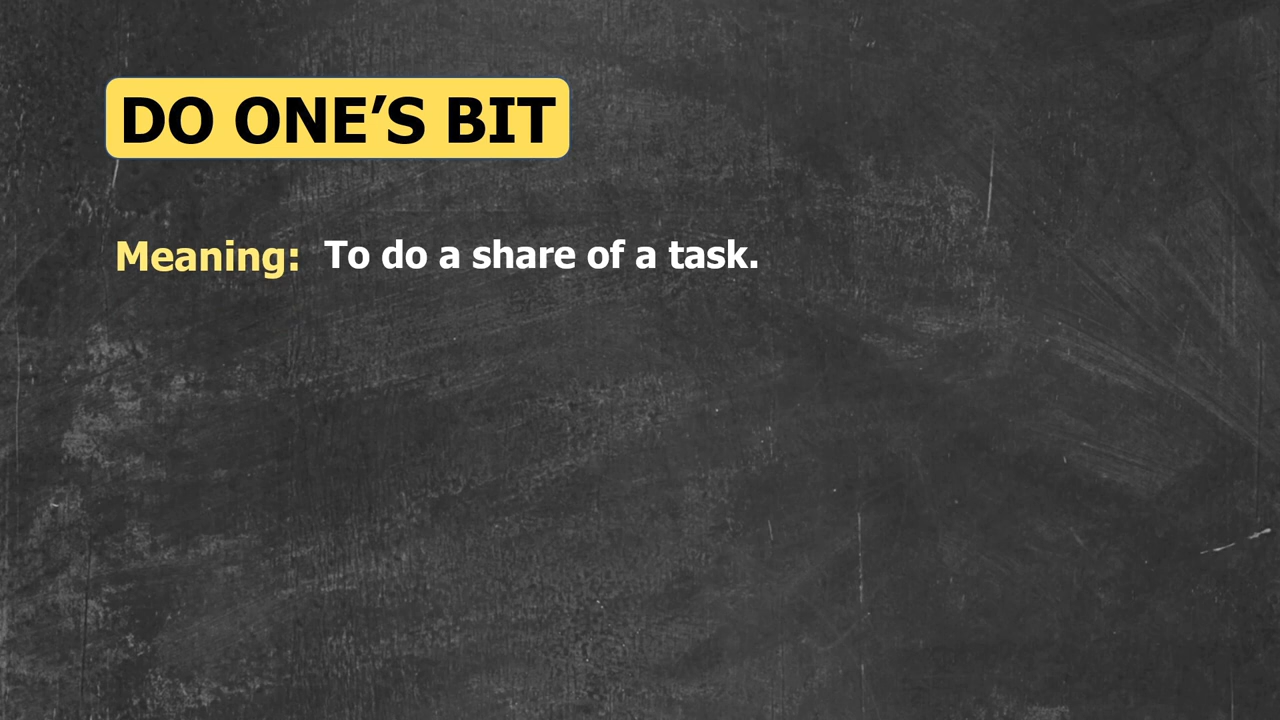 DO ONE’S BIT
Meaning: To do a share of a task.